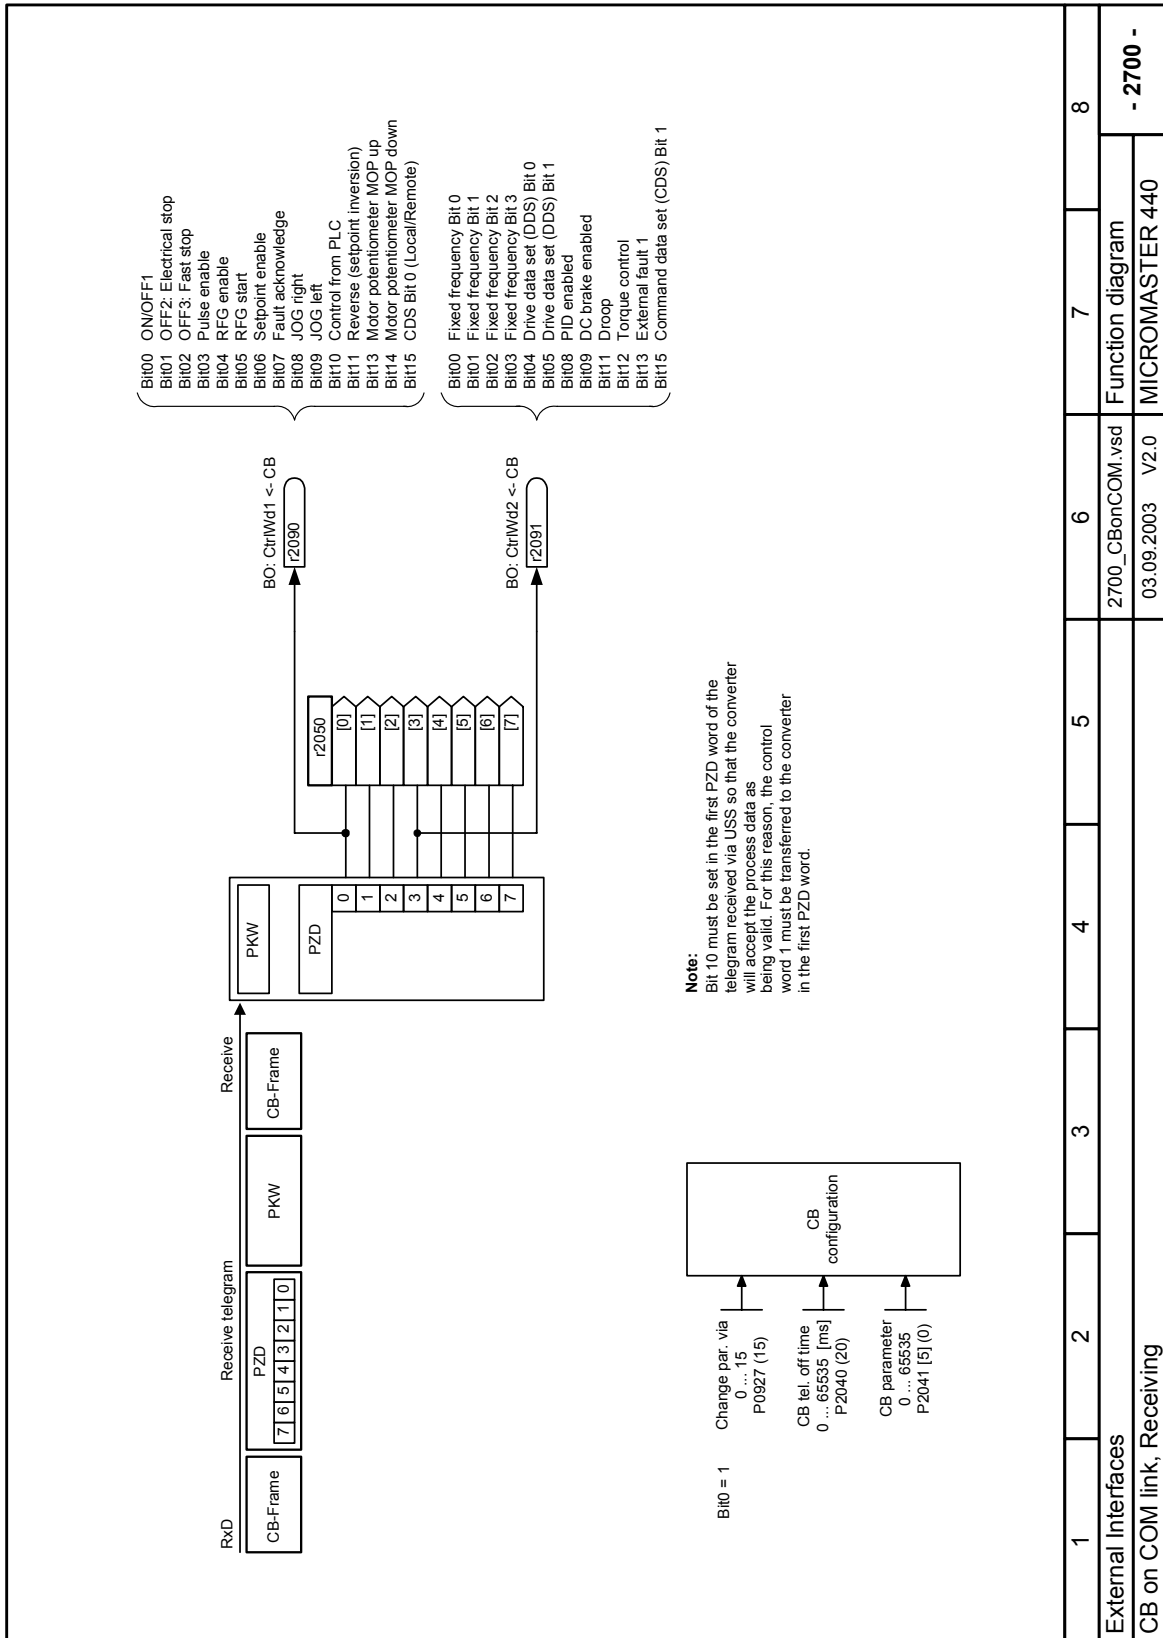 RxD
Receive telegram
Receive
CB-Frame
PZD
7 6 5 4 3 2 1 0
PKW
CB-Frame
PKW
PZD
0
1
2
3
4
5
6
7
r2050
[0]
[1]
[2]
[3]
[4]
[5]
[6]
[7]
BO: CtrlWd1 <- CB
r2090
BO: CtrlWd2 <- CB
r2091
Bit00 ON/OFF1
Bit01 OFF2: Electrical stop
Bit02 OFF3: Fast stop
Bit03 Pulse enable
Bit04 RFG enable
Bit05 RFG start
Bit06 Setpoint enable
Bit07 Fault acknowledge
Bit08 JOG right
Bit09 JOG left
Bit10 Control from PLC
Bit11 Reverse (setpoint inversion)
Bit13 Motor potentiometer MOP up
Bit14 Motor potentiometer MOP down
Bit15 CDS Bit 0 (Local/Remote)
Bit00 Fixed frequency Bit 0
Bit01 Fixed frequency Bit 1
Bit02 Fixed frequency Bit 2
Bit03 Fixed frequency Bit 3
Bit04 Drive data set (DDS) Bit 0
Bit05 Drive data set (DDS) Bit 1
Bit08 PID enabled
Bit09 DC brake enabled
Bit11 Droop
Bit12 Torque control
Bit13 External fault 1
Bit15 Command data set (CDS) Bit 1
Bit0 = 1
Change par. via
0 ... 15
P0927 (15)
CB tel. off time
0 ... 65535 [ms]
P2040 (20)
CB parameter
0 ... 65535
P2041 [5] (0)
CB
configuration
Note:
Bit 10 must be set in the first PZD word of the
telegram received via USS so that the converter
will accept the process data as
being valid. For this reason, the control
word 1 must be transferred to the converter
in the first PZD word.
1 2 3 4 5 6 7 8
External Interfaces
2700_CBonCOM.vsd
Function diagram
- 2700 -
CB on COM link, Receiving
03.09.2003 V2.0
MICROMASTER 440